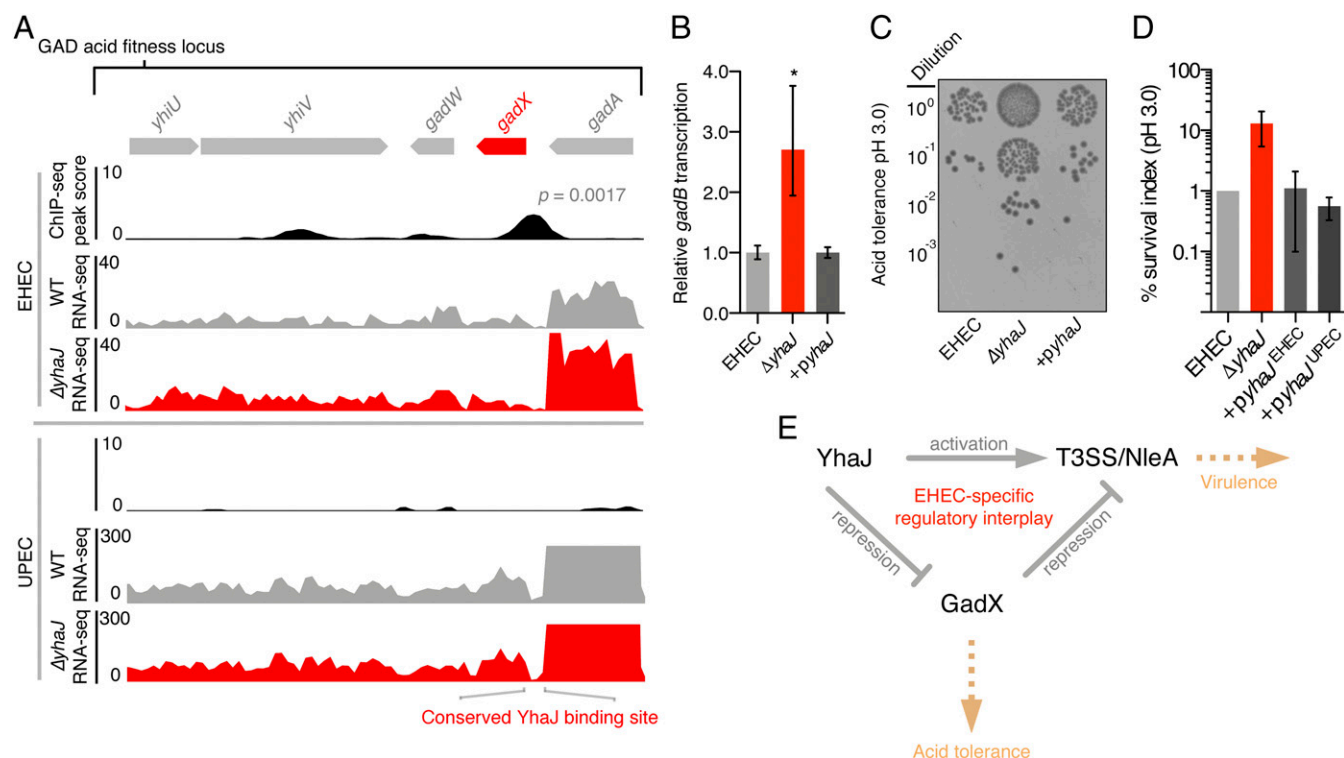 A
GAD acid fitness locus
yhiU
yhiV
gadW
gadX
gadA
EHEC
ChIP-seq
peak score
10
0
p = 0.0017
WT
RNA-seq
40
0
ΔyhaJ
RNA-seq
40
0
UPEC
10
0
WT
RNA-seq
300
0
ΔyhaJ
RNA-seq
300
0
Conserved YhaJ binding site
B
Relative gadB transcription
4.0
3.0
2.0
1.0
0.0
*
EHEC
ΔyhaJ
+pyhaJ
C
Dilution
Acid tolerance pH 3.0
10⁰
10⁻¹
10⁻²
10⁻³
EHEC
ΔyhaJ
+pyhaJ
D
% survival index (pH 3.0)
100
10
1
0.1
EHEC
ΔyhaJ
+pyhaJᴱᴴᴱᶜ
+pyhaJᵁᴾᴱᶜ
E
YhaJ
activation
T3SS/NleA
Virulence
EHEC-specific
regulatory interplay
repression
repression
GadX
Acid tolerance